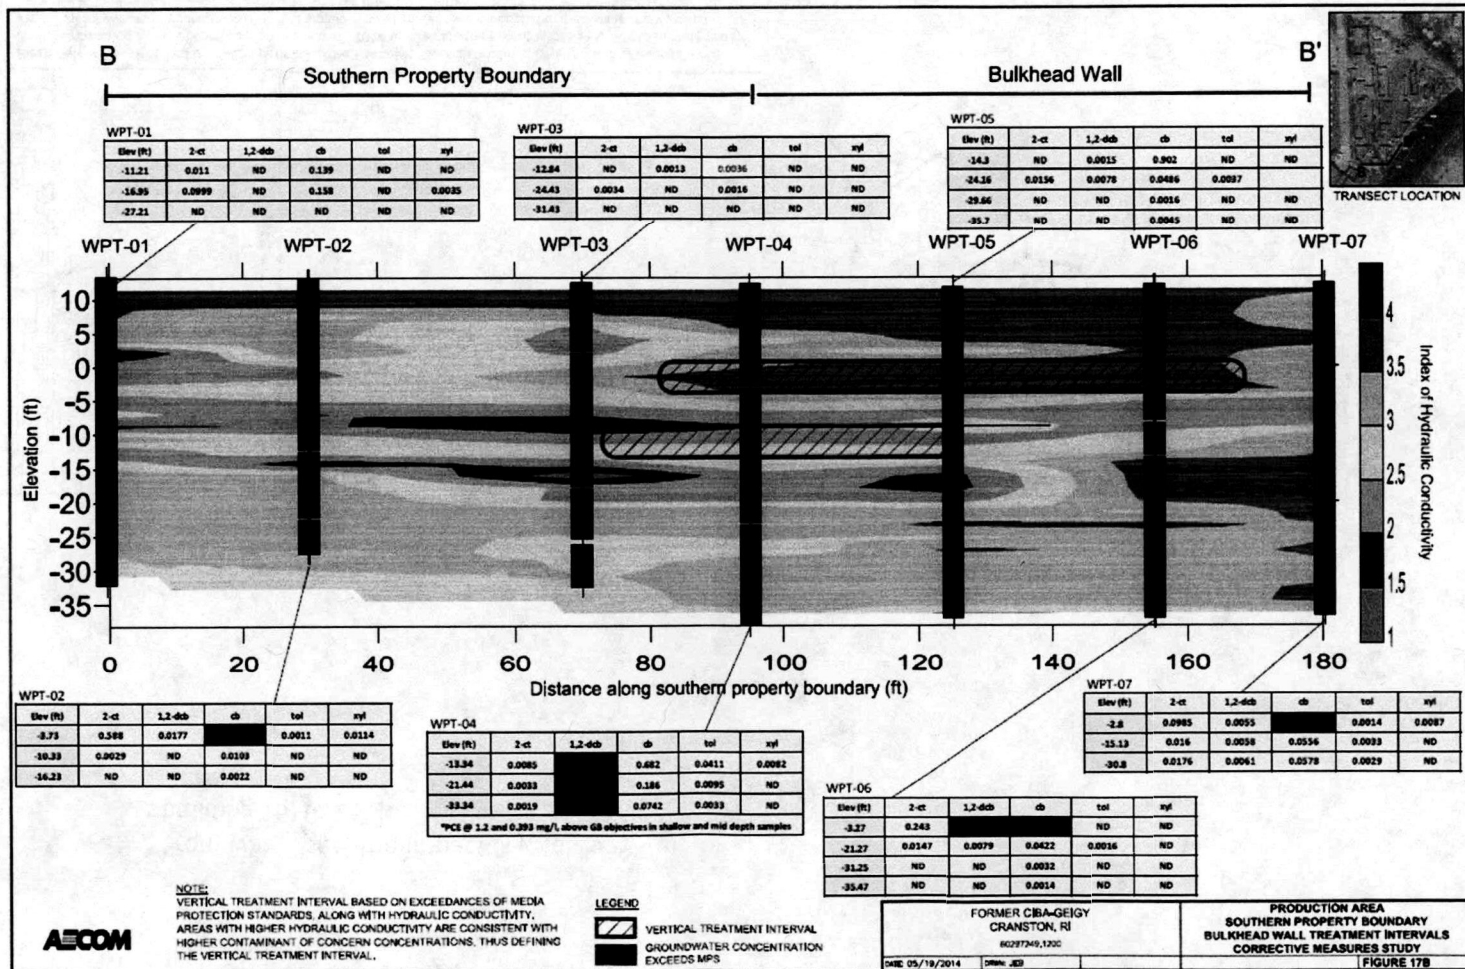 B B'
Southern Property Boundary Bulkhead Wall
TRANSECT LOCATION
WPT-01
Elev (ft) 2-ct 1,2-dcb cb tol xyl
-11.21 0.011 ND 0.139 ND ND
-16.95 0.0999 ND 0.158 ND 0.0035
-27.21 ND ND ND ND ND
WPT-03
Elev (ft) 2-ct 1,2-dcb cb tol xyl
-12.84 ND 0.0013 0.0036 ND ND
-24.43 0.0034 ND 0.0016 ND ND
-31.43 ND ND ND ND ND
WPT-05
Elev (ft) 2-ct 1,2-dcb cb tol xyl
-14.3 ND 0.0015 0.902 ND ND
-24.16 0.0156 0.0078 0.0486 0.0037
-29.66 ND ND 0.0016 ND ND
-35.7 ND ND 0.0045 ND ND
WPT-01 WPT-02 WPT-03 WPT-04 WPT-05 WPT-06 WPT-07
Elevation (ft)
10
5
0
-5
-10
-15
-20
-25
-30
-35
0 20 40 60 80 100 120 140 160 180
Distance along southern property boundary (ft)
Index of Hydraulic Conductivity
4
3.5
3
2.5
2
1.5
1
WPT-02
Elev (ft) 2-ct 1,2-dcb cb tol xyl
-3.73 0.588 0.0177 0.0011 0.0114
-10.33 0.0029 ND 0.0103 ND ND
-16.23 ND ND 0.0022 ND ND
WPT-04
Elev (ft) 2-ct 1,2-dcb cb tol xyl
-13.34 0.0085 0.682 0.0411 0.0082
-21.44 0.0033 0.186 0.0095 ND
-33.34 0.0019 0.0742 0.0033 ND
*PCE @ 1.2 and 0.393 mg/l, above GB objectives in shallow and mid depth samples
WPT-06
Elev (ft) 2-ct 1,2-dcb cb tol xyl
-3.27 0.243 ND ND
-21.27 0.0147 0.0079 0.0422 0.0016 ND
-31.25 ND ND 0.0032 ND ND
-35.47 ND ND 0.0014 ND ND
WPT-07
Elev (ft) 2-ct 1,2-dcb cb tol xyl
-2.8 0.0985 0.0055 0.0014 0.0087
-15.13 0.016 0.0058 0.0556 0.0033 ND
-30.8 0.0176 0.0061 0.0578 0.0029 ND
AECOM
NOTE:
VERTICAL TREATMENT INTERVAL BASED ON EXCEEDANCES OF MEDIA
PROTECTION STANDARDS, ALONG WITH HYDRAULIC CONDUCTIVITY.
AREAS WITH HIGHER HYDRAULIC CONDUCTIVITY ARE CONSISTENT WITH
HIGHER CONTAMINANT OF CONCERN CONCENTRATIONS, THUS DEFINING
THE VERTICAL TREATMENT INTERVAL.
LEGEND
VERTICAL TREATMENT INTERVAL
GROUNDWATER CONCENTRATION
EXCEEDS MPS
FORMER CIBA-GEIGY
CRANSTON, RI
60297249.1200
DATE: 05/19/2014 DRWN: JEB
PRODUCTION AREA
SOUTHERN PROPERTY BOUNDARY
BULKHEAD WALL TREATMENT INTERVALS
CORRECTIVE MEASURES STUDY
FIGURE 17B